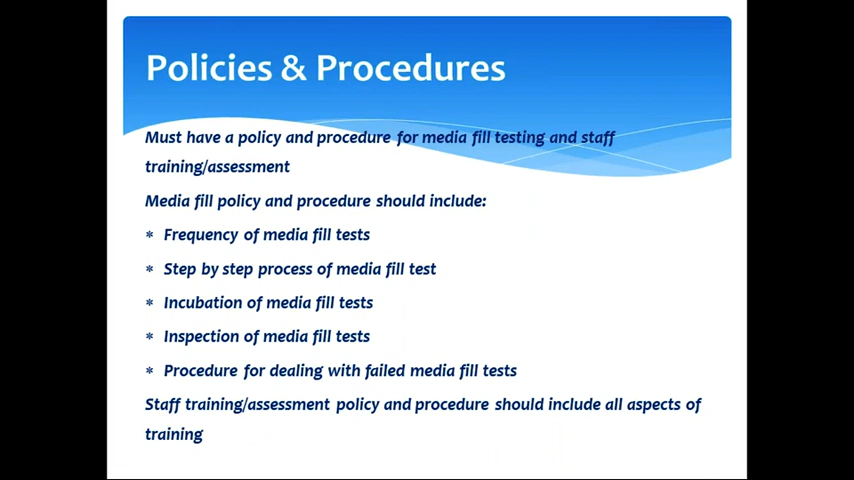 Policies & Procedures
Must have a policy and procedure for media fill testing and staff
training/assessment
Media fill policy and procedure should include:
* Frequency of media fill tests
* Step by step process of media fill test
* Incubation of media fill tests
* Inspection of media fill tests
* Procedure for dealing with failed media fill tests
Staff training/assessment policy and procedure should include all aspects of
training